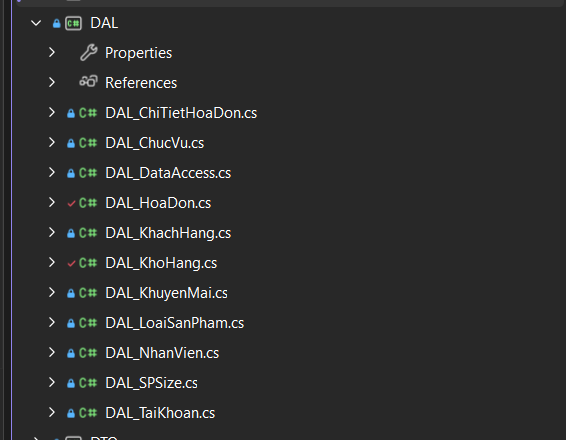 DAL
Properties
References
C# DAL_ChiTietHoaDon.cs
C# DAL_ChucVu.cs
C# DAL_DataAccess.cs
C# DAL_HoaDon.cs
C# DAL_KhachHang.cs
C# DAL_KhoHang.cs
C# DAL_KhuyenMai.cs
C# DAL_LoaiSanPham.cs
C# DAL_NhanVien.cs
C# DAL_SPSize.cs
C# DAL_TaiKhoan.cs